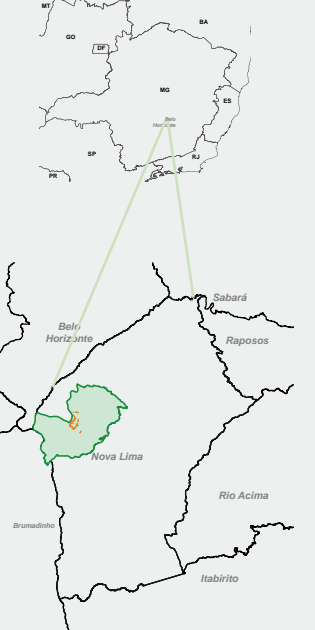 MT
BA
GO
DF
MG
ES
Belo
Horizonte
SP
RJ
PR
Sabará
Belo
Horizonte
Raposos
Nova Lima
Rio Acima
Brumadinho
Itabirito